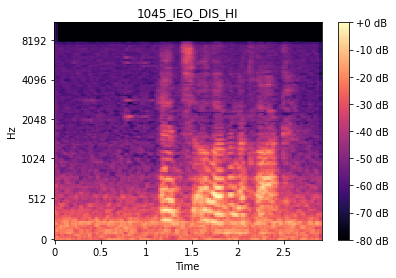 1045_IEO_DIS_HI
8192
4096
2048
1024
512
0
Hz
0
0.5
1
1.5
2
2.5
Time
+0 dB
-10 dB
-20 dB
-30 dB
-40 dB
-50 dB
-60 dB
-70 dB
-80 dB